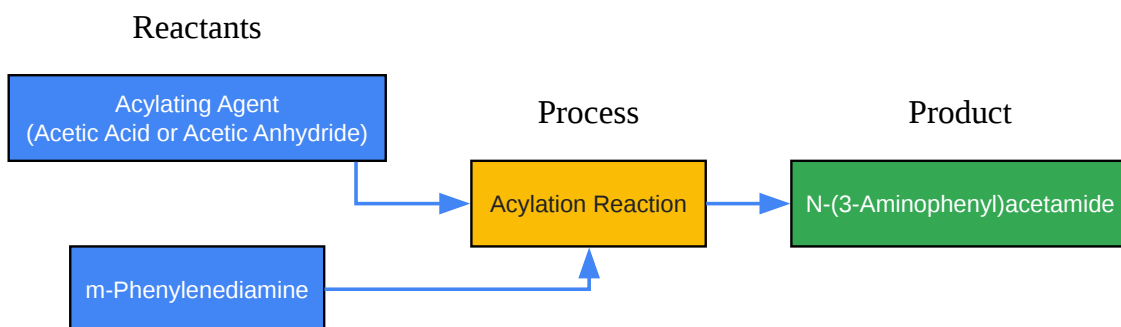 Reactants
Acylating Agent
(Acetic Acid or Acetic Anhydride)
Process
Product
Acylation Reaction
N-(3-Aminophenyl)acetamide
m-Phenylenediamine